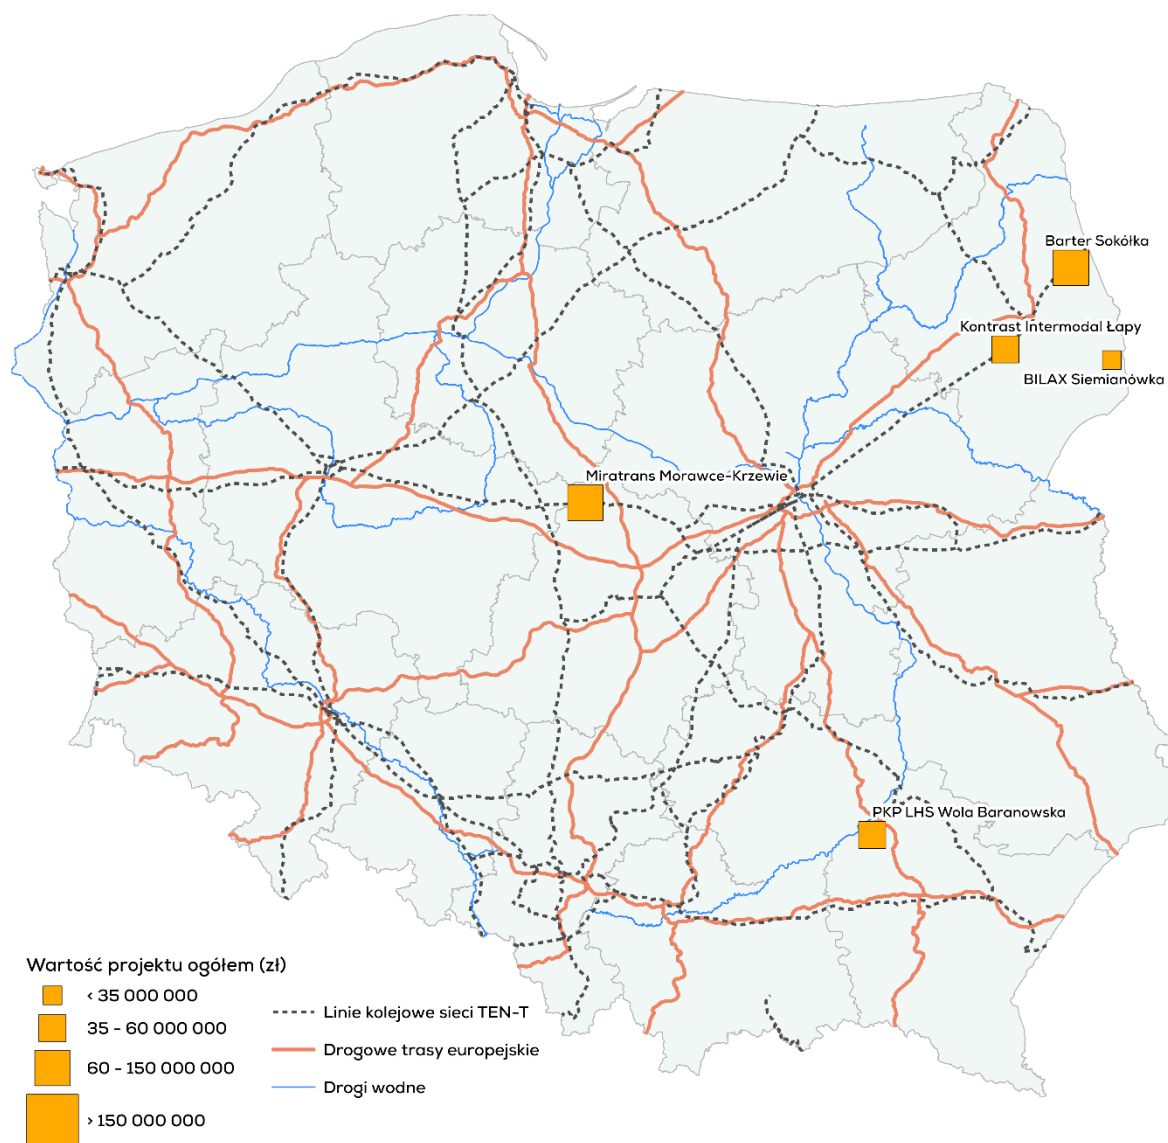 Barter Sokółka
Kontrast Intermodal Łapy
BILAX Siemianówka
Miratrans Morawce-Krzewie
PKP LHS Wola Baranowska
Wartość projektu ogółem (zł)
< 35 000 000
35 - 60 000 000
60 - 150 000 000
> 150 000 000
Linie kolejowe sieci TEN-T
Drogowe trasy europejskie
Drogi wodne